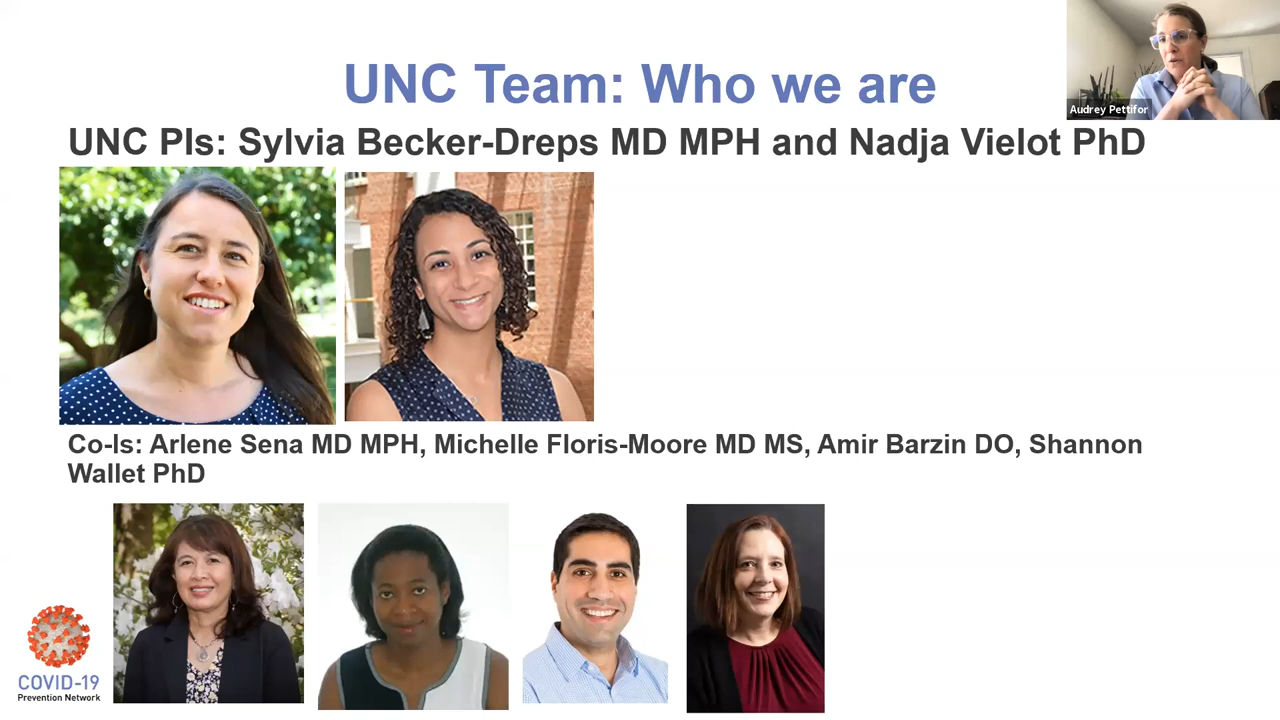 UNC Team: Who we are
Audrey Pettifor
UNC PIs: Sylvia Becker-Dreps MD MPH and Nadja Vielot PhD
Co-Is: Arlene Sena MD MPH, Michelle Floris-Moore MD MS, Amir Barzin DO, Shannon
Wallet PhD
COVID-19
Prevention Network